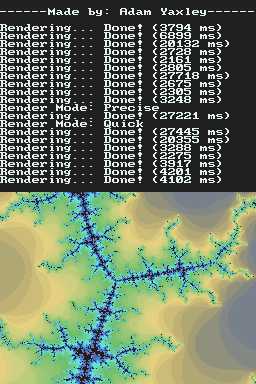 ------Made by: Adam Yaxley------
Rendering... Done! (3794 ms)
Rendering... Done! (6899 ms)
Rendering... Done! (20132 ms)
Rendering... Done! (2728 ms)
Rendering... Done! (2161 ms)
Rendering... Done! (2805 ms)
Rendering... Done! (27718 ms)
Rendering... Done! (2675 ms)
Rendering... Done! (2305 ms)
Rendering... Done! (3248 ms)
Render Mode: Precise
Rendering... Done! (27221 ms)
Render Mode: Quick
Rendering... Done! (27445 ms)
Rendering... Done! (20355 ms)
Rendering... Done! (3288 ms)
Rendering... Done! (2275 ms)
Rendering... Done! (3917 ms)
Rendering... Done! (4201 ms)
Rendering... Done! (4102 ms)